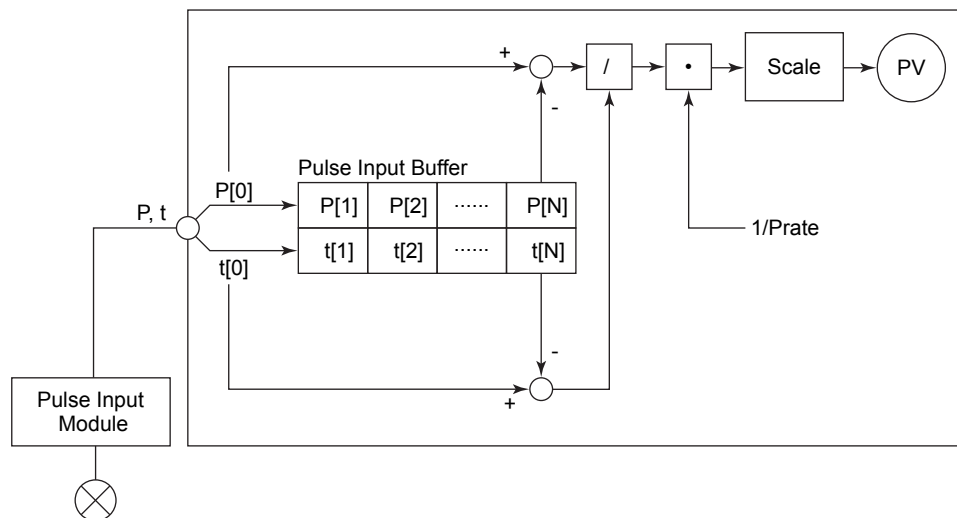 +
/
•
Scale
PV
-
Pulse Input Buffer
P[0]
P[1] P[2] ...... P[N]
P, t
1/Prate
t[1] t[2] ...... t[N]
t[0]
-
+
Pulse Input
Module